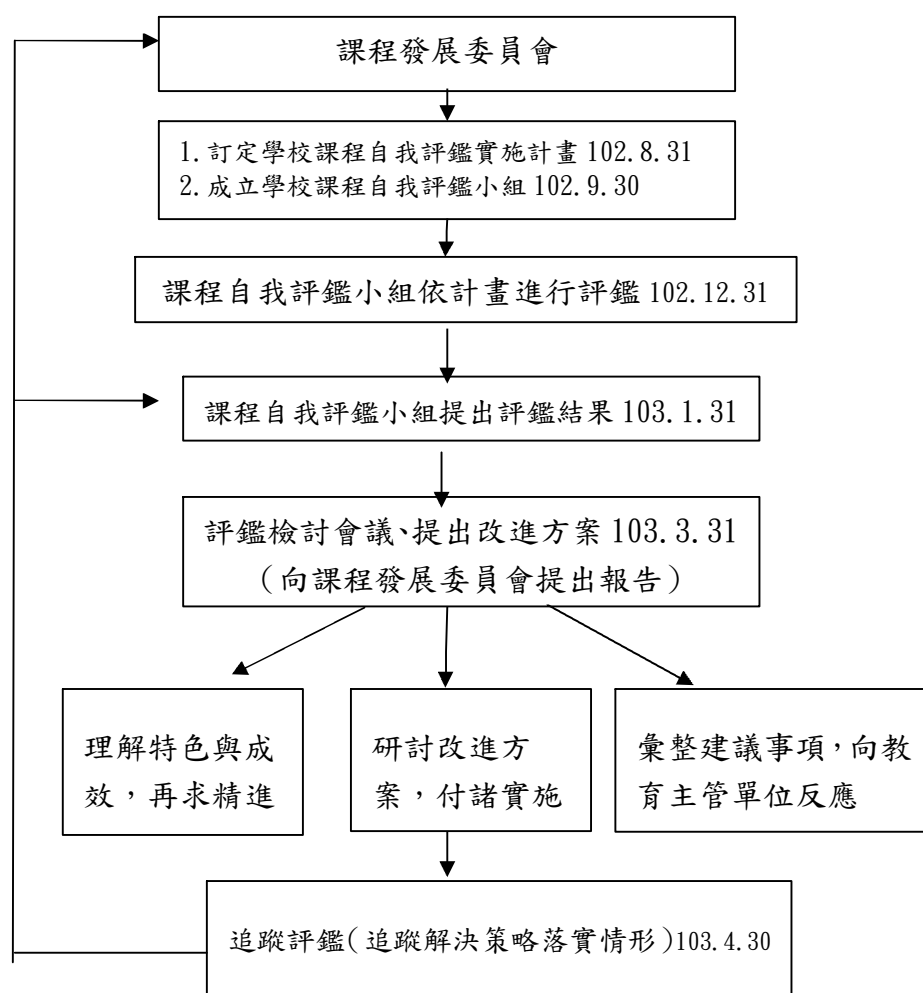 課程發展委員會
1.訂定學校課程自我評鑑實施計畫 102.8.31
2.成立學校課程自我評鑑小組 102.9.30
課程自我評鑑小組依計畫進行評鑑 102.12.31
課程自我評鑑小組提出評鑑結果 103.1.31
評鑑檢討會議、提出改進方案 103.3.31
(向課程發展委員會提出報告)
理解特色與成
效，再求精進
研討改進方
案，付諸實施
彙整建議事項，向教
育主管單位反應
追蹤評鑑(追蹤解決策略落實情形)103.4.30